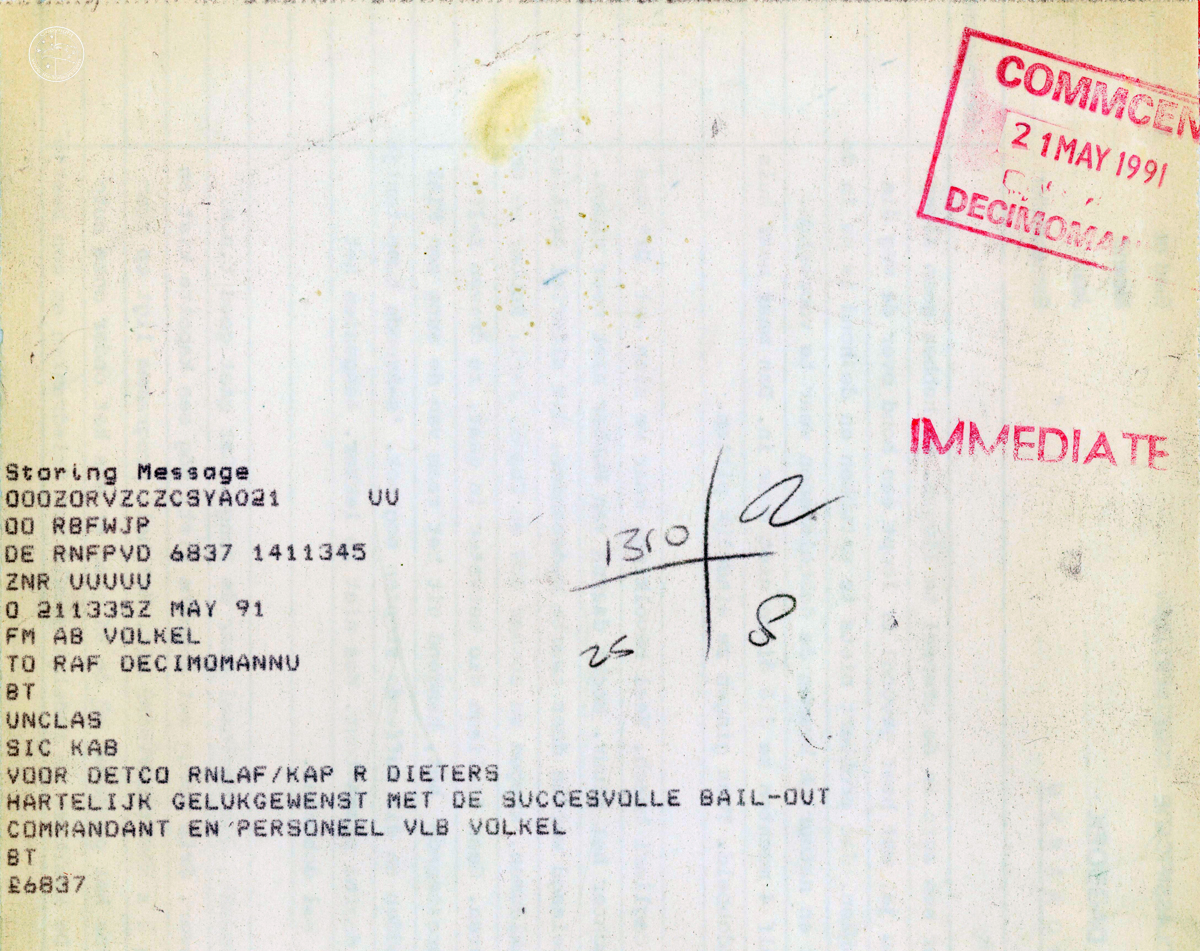 COMMCEN
21 MAY 1991
DECIMOMAN
IMMEDIATE
Storing Message
OOOZORVZCZCSYA021 UU
OO RBFWJP
DE RNFPVD 6837 1411345
ZNR UUUUU
O 211335Z MAY 91
FM AB VOLKEL
TO RAF DECIMOMANNU
BT
UNCLAS
SIC KAB
VOOR DETCO RNLAF/KAP R DIETERS
HARTELIJK GELUKGEWENST MET DE SUCCESVOLLE BAIL-OUT
COMMANDANT EN PERSONEEL VLB VOLKEL
BT
£6837
1310
25